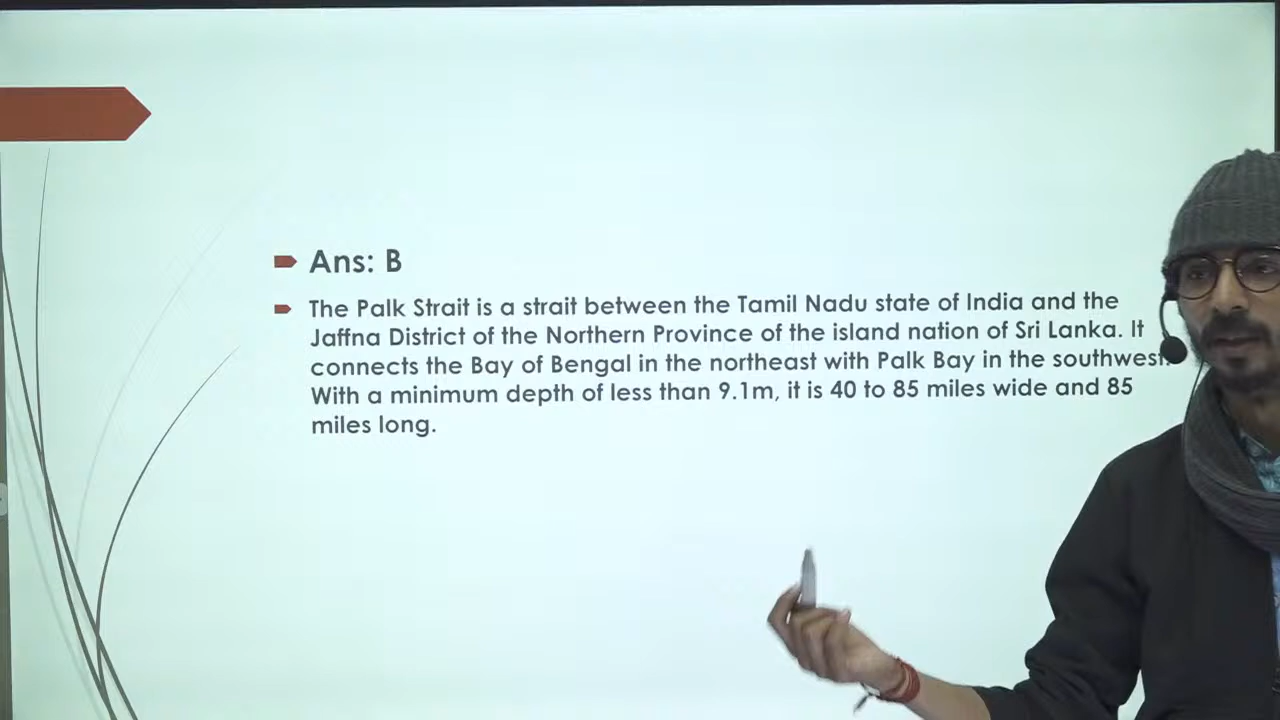 Ans: B
The Palk Strait is a strait between the Tamil Nadu state of India and the
Jaffna District of the Northern Province of the island nation of Sri Lanka. It
connects the Bay of Bengal in the northeast with Palk Bay in the southwest.
With a minimum depth of less than 9.1m, it is 40 to 85 miles wide and 85
miles long.